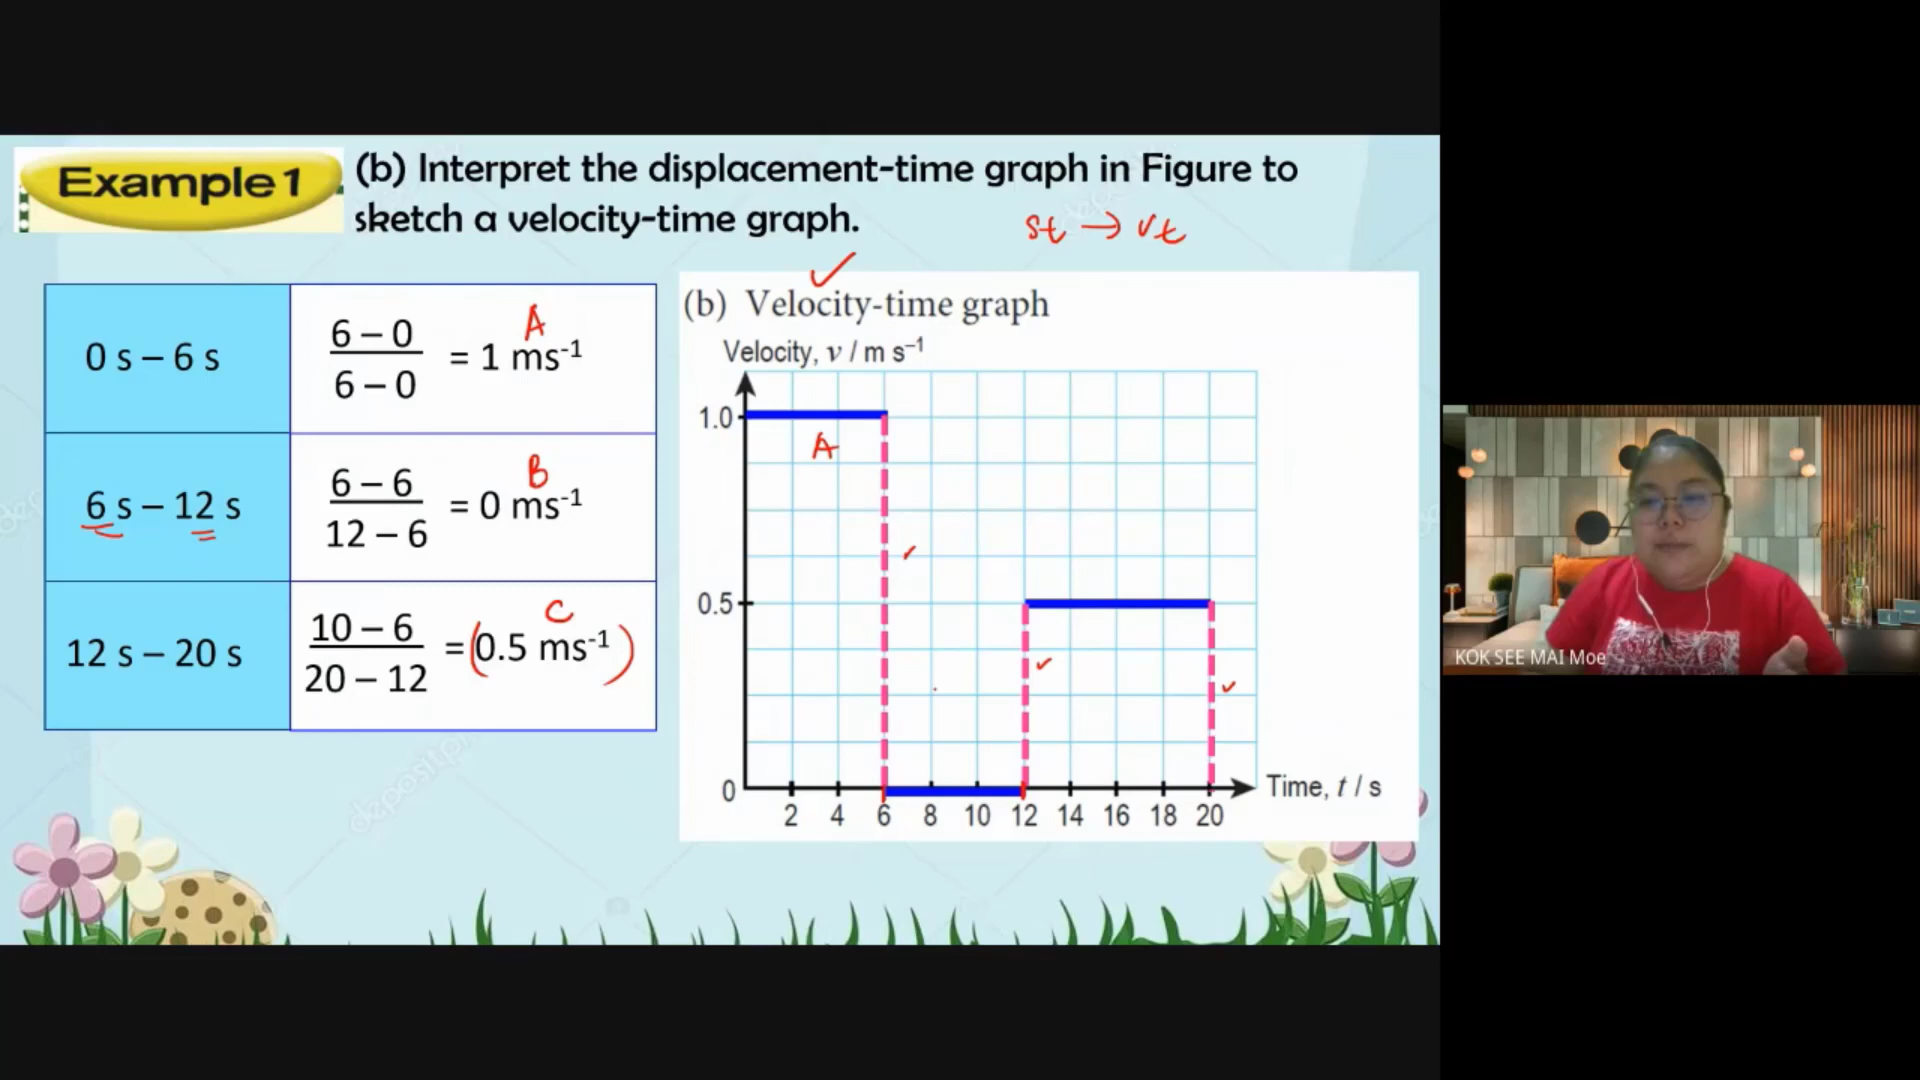 Example 1
(b) Interpret the displacement-time graph in Figure to
sketch a velocity-time graph.
st → vt
0 s – 6 s
6 – 0
6 – 0
= 1 ms-1
A
6 s – 12 s
6 – 6
12 – 6
= 0 ms-1
B
12 s – 20 s
10 – 6
20 – 12
= (0.5 ms-1)
C
(b) Velocity-time graph
Velocity, v / m s–1
1.0
A
0.5
0
2 4 6 8 10 12 14 16 18 20
Time, t / s
KOK SEE MAI Moe
depositphotos